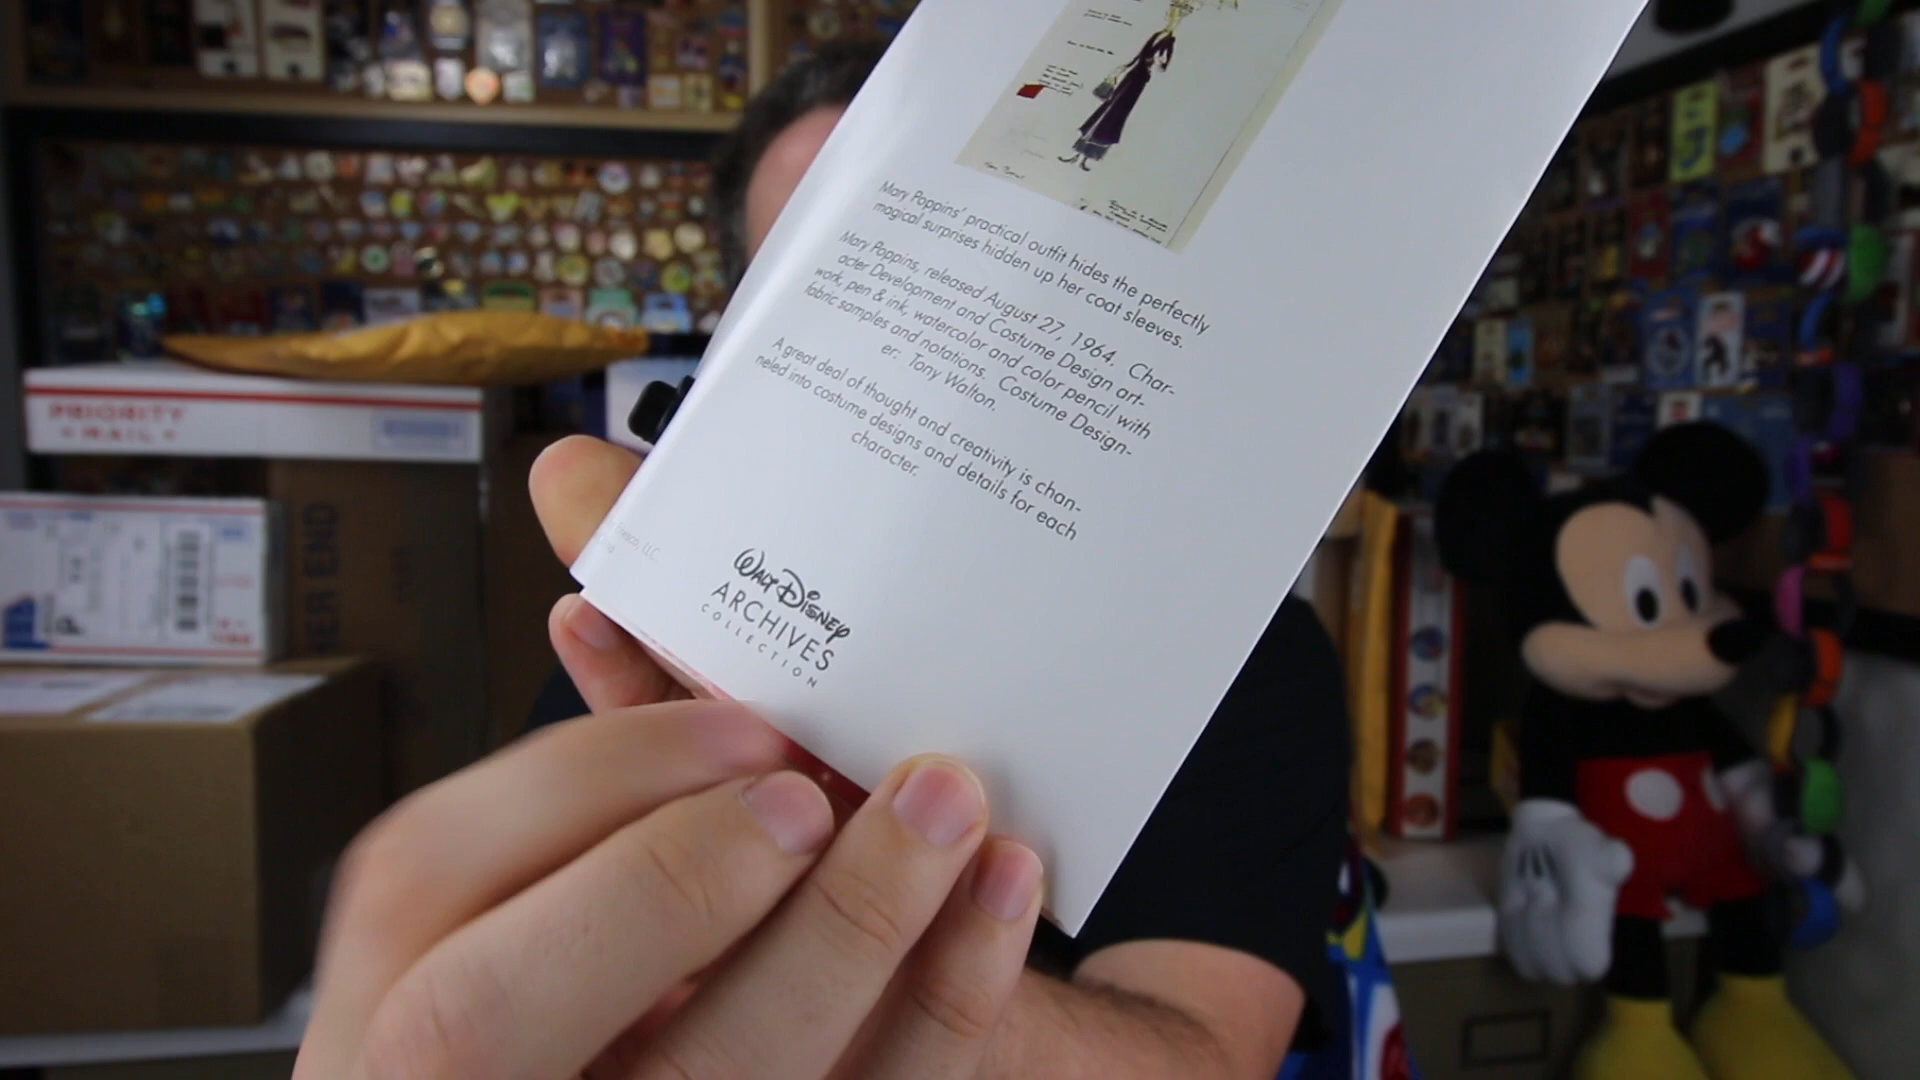 Mary Poppins' practical outfit hides the perfectly
magical surprises hidden up her coat sleeves.
Mary Poppins, released August 27, 1964. Char-
acter Development and Costume Design art-
work, pen & ink, watercolor and color pencil with
fabric samples and notations. Costume Design-
er: Tony Walton.
A great deal of thought and creativity is chan-
neled into costume designs and details for each
character.
Fresco, LLC
WALT DISNEY
ARCHIVES
COLLECTION
PRIORITY
MAIL
P